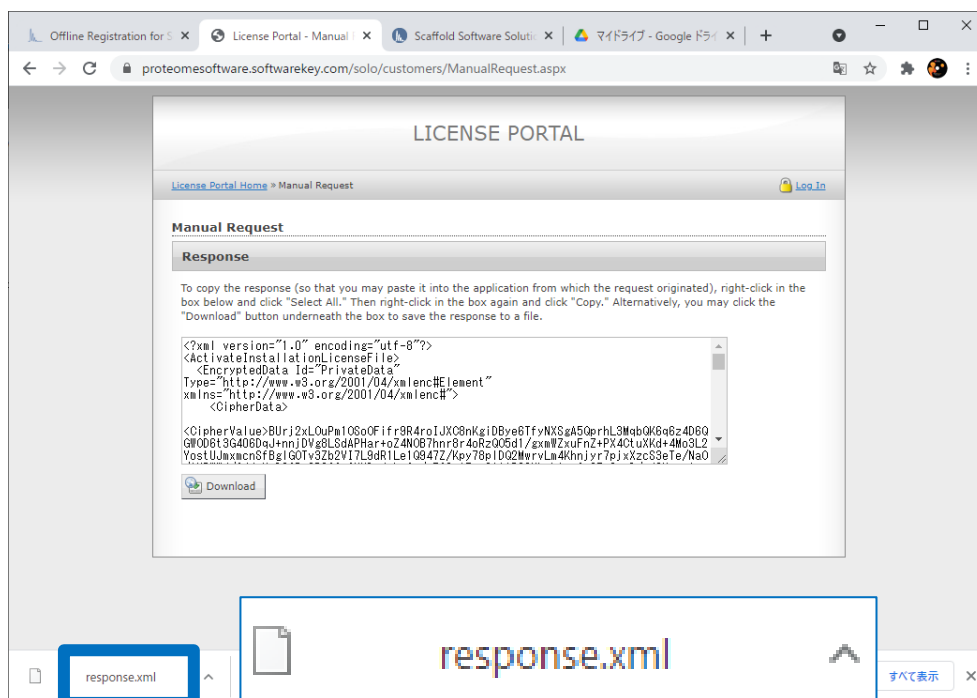 Offline Registration for S
License Portal - Manual
Scaffold Software Soluti
マイドライブ - Google ドライ
proteomesoftware.softwarekey.com/solo/customers/ManualRequest.aspx
LICENSE PORTAL
License Portal Home » Manual Request
Log In
Manual Request
Response
To copy the response (so that you may paste it into the application from which the request originated), right-click in the
box below and click "Select All." Then right-click in the box again and click "Copy." Alternatively, you may click the
"Download" button underneath the box to save the response to a file.
<?xml version="1.0" encoding="utf-8"?>
<ActivateInstallationLicenseFile>
<EncryptedData Id="PrivateData"
Type="http://www.w3.org/2001/04/xmlenc#Element"
xmlns="http://www.w3.org/2001/04/xmlenc#">
<CipherData>
Download
response.xml
response.xml
すべて表示